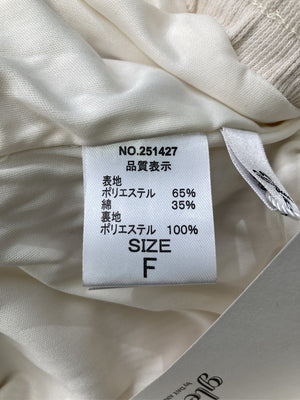 NO.251427
品質表示
表地
ポリエステル 65%
綿 35%
裏地
ポリエステル 100%
SIZE
F